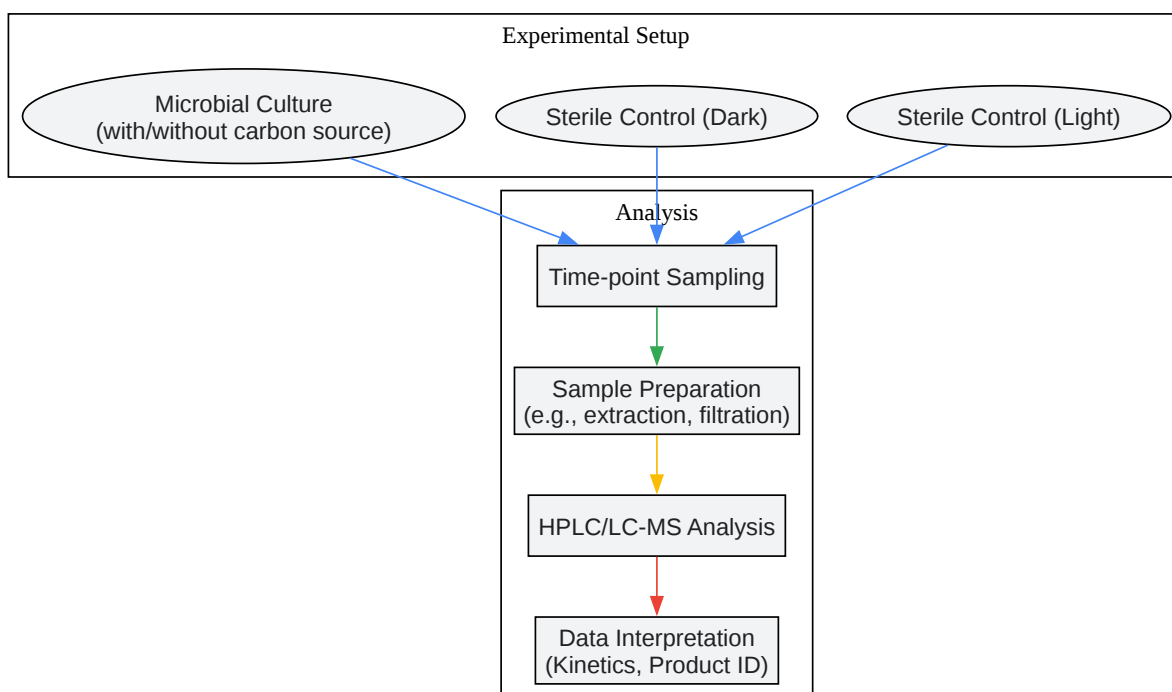 Experimental Setup
Microbial Culture
(with/without carbon source)
Sterile Control (Dark)
Sterile Control (Light)
Analysis
Time-point Sampling
Sample Preparation
(e.g., extraction, filtration)
HPLC/LC-MS Analysis
Data Interpretation
(Kinetics, Product ID)